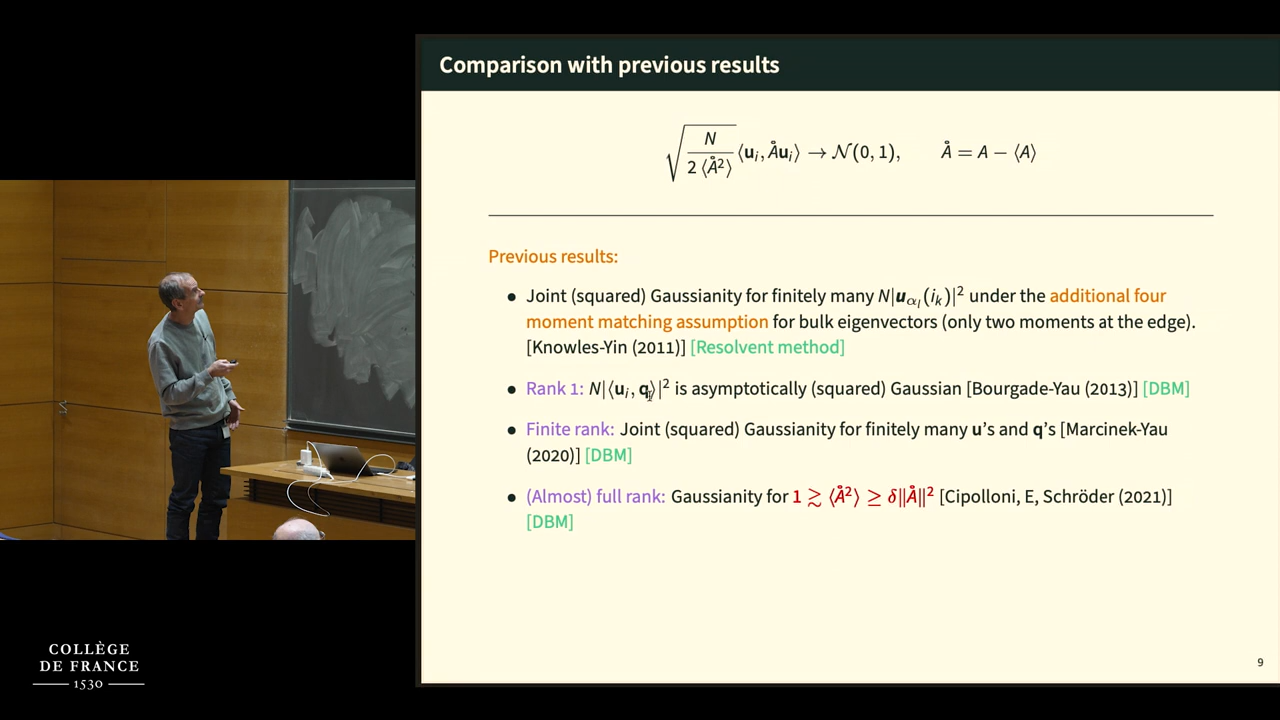 Comparison with previous results
√(N / 2⟨Å²⟩) ⟨uᵢ, Åuᵢ⟩ → 𝒩(0, 1), Å = A − ⟨A⟩
Previous results:
• Joint (squared) Gaussianity for finitely many N|u_{α_l}(i_k)|² under the additional four
moment matching assumption for bulk eigenvectors (only two moments at the edge).
[Knowles-Yin (2011)] [Resolvent method]
• Rank 1: N|⟨uᵢ, q⟩|² is asymptotically (squared) Gaussian [Bourgade-Yau (2013)] [DBM]
• Finite rank: Joint (squared) Gaussianity for finitely many u's and q's [Marcinek-Yau
(2020)] [DBM]
• (Almost) full rank: Gaussianity for 1 ≳ ⟨Å²⟩ ≥ δ‖Å‖² [Cipolloni, E, Schröder (2021)]
[DBM]
9
COLLÈGE
DE FRANCE
1530